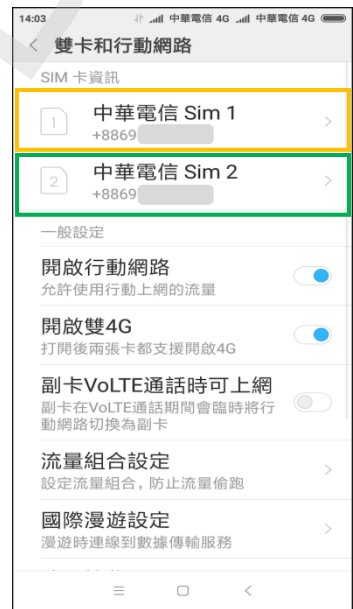 14:03 中華電信 4G 中華電信 4G
雙卡和行動網路
SIM 卡資訊
1 中華電信 Sim 1
+8869
2 中華電信 Sim 2
+8869
一般設定
開啟行動網路
允許使用行動上網的流量
開啟雙4G
打開後兩張卡都支援開啟4G
副卡VoLTE通話時可上網
副卡在VoLTE通話期間會臨時將行
動網路切換為副卡
流量組合設定
設定流量組合, 防止流量偷跑
國際漫遊設定
漫遊時連線到數據傳輸服務